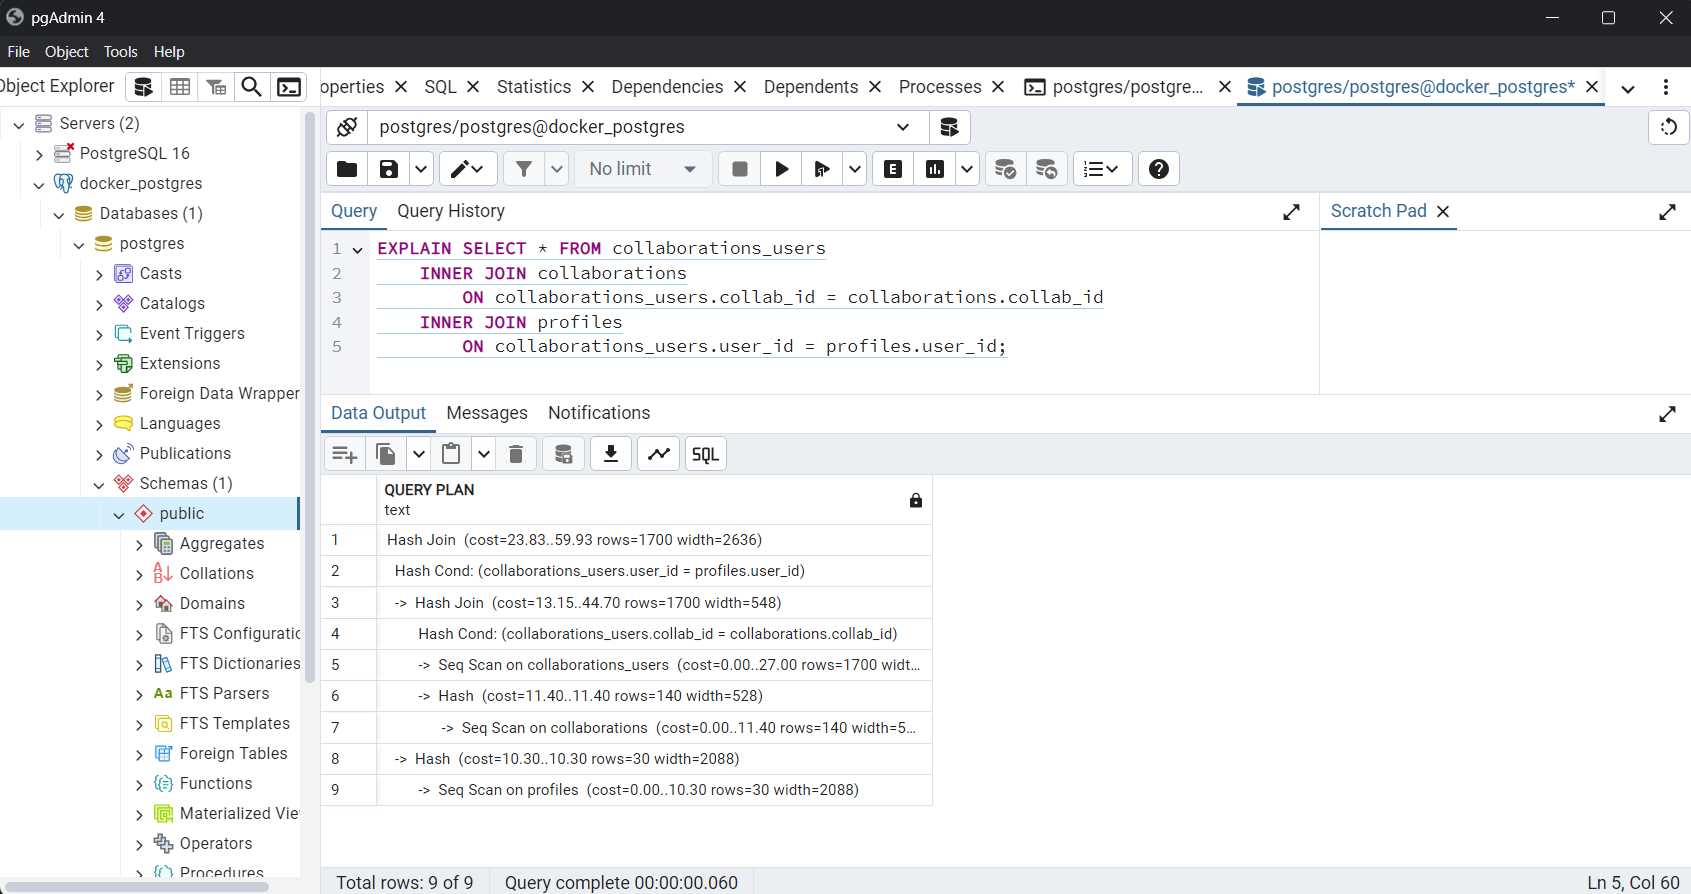 pgAdmin 4
File Object Tools Help
Object Explorer
operties SQL Statistics Dependencies Dependents Processes postgres/postgre... postgres/postgres@docker_postgres*
Servers (2)
PostgreSQL 16
docker_postgres
Databases (1)
postgres
Casts
Catalogs
Event Triggers
Extensions
Foreign Data Wrapper
Languages
Publications
Schemas (1)
public
Aggregates
Collations
Domains
FTS Configuratic
FTS Dictionaries
Aa FTS Parsers
FTS Templates
Foreign Tables
Functions
Materialized Vie
Operators
Procedures
postgres/postgres@docker_postgres
No limit
E
Query Query History
Scratch Pad
1 EXPLAIN SELECT * FROM collaborations_users
2 INNER JOIN collaborations
3 ON collaborations_users.collab_id = collaborations.collab_id
4 INNER JOIN profiles
5 ON collaborations_users.user_id = profiles.user_id;
Data Output Messages Notifications
SQL
QUERY PLAN
text
1 Hash Join (cost=23.83..59.93 rows=1700 width=2636)
2 Hash Cond: (collaborations_users.user_id = profiles.user_id)
3 -> Hash Join (cost=13.15..44.70 rows=1700 width=548)
4 Hash Cond: (collaborations_users.collab_id = collaborations.collab_id)
5 -> Seq Scan on collaborations_users (cost=0.00..27.00 rows=1700 widt...
6 -> Hash (cost=11.40..11.40 rows=140 width=528)
7 -> Seq Scan on collaborations (cost=0.00..11.40 rows=140 width=5...
8 -> Hash (cost=10.30..10.30 rows=30 width=2088)
9 -> Seq Scan on profiles (cost=0.00..10.30 rows=30 width=2088)
Total rows: 9 of 9 Query complete 00:00:00.060
Ln 5, Col 60